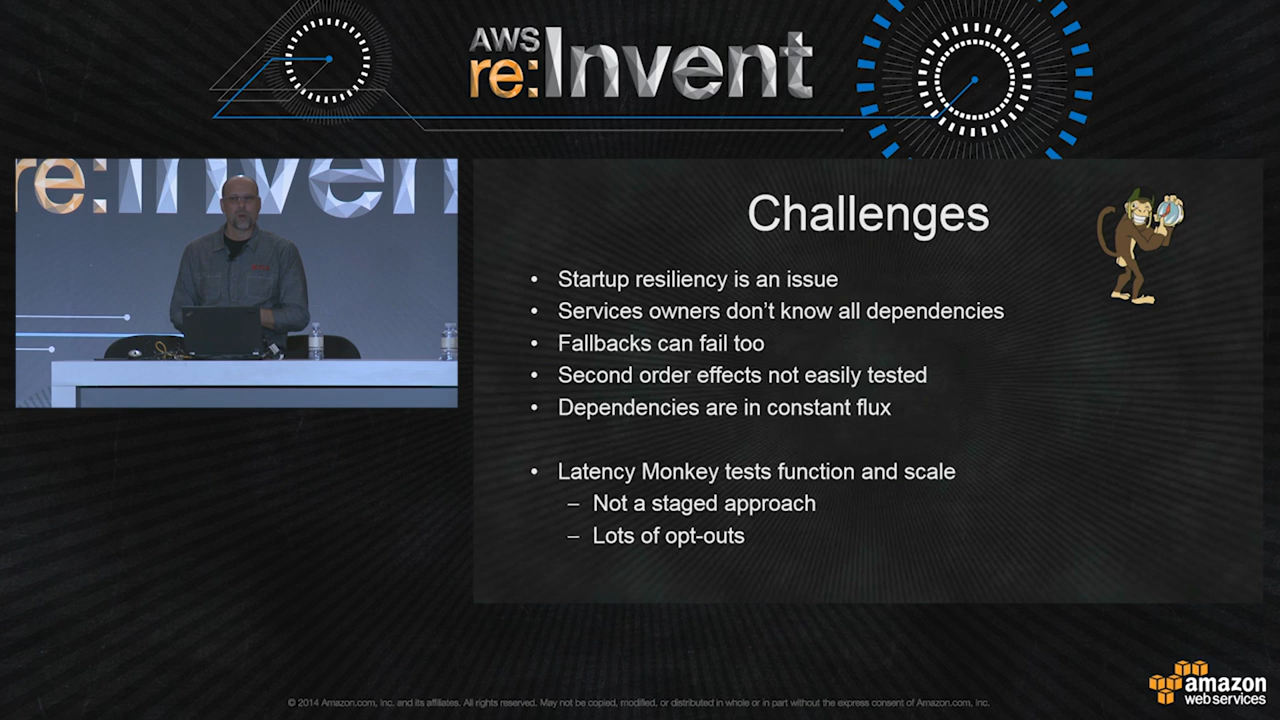 AWS
re:Invent
re:Inven
Challenges
• Startup resiliency is an issue
• Services owners don't know all dependencies
• Fallbacks can fail too
• Second order effects not easily tested
• Dependencies are in constant flux
• Latency Monkey tests function and scale
– Not a staged approach
– Lots of opt-outs
amazon
web services
© 2014 Amazon.com, Inc. and its affiliates. All rights reserved. May not be copied, modified, or distributed in whole or in part without the express consent of Amazon.com, Inc.